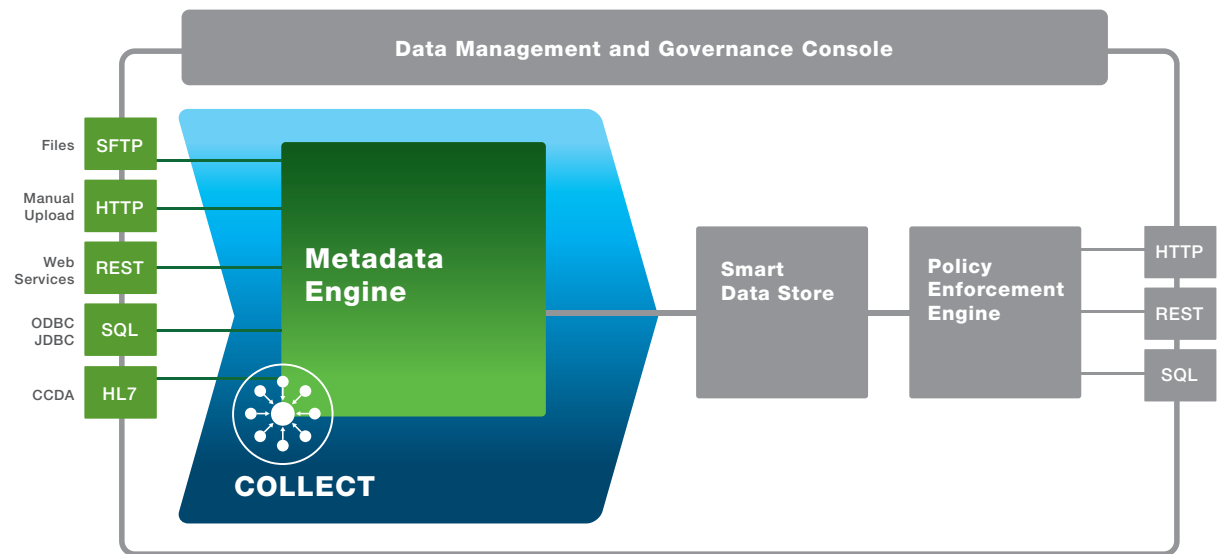 Data Management and Governance Console
Files
SFTP
Manual
Upload
HTTP
Web
Services
REST
ODBC
JDBC
SQL
CCDA
HL7
Metadata
Engine
COLLECT
Smart
Data Store
Policy
Enforcement
Engine
HTTP
REST
SQL